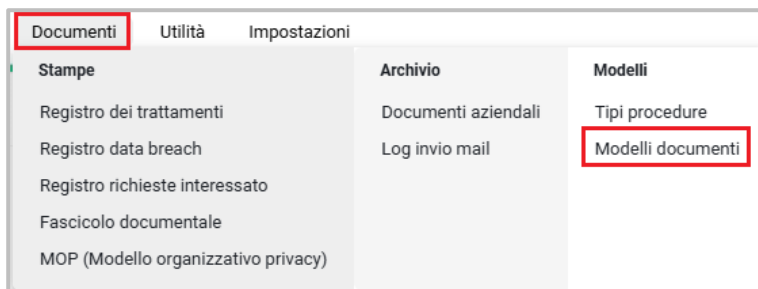 Documenti Utilità Impostazioni
Stampe
Registro dei trattamenti
Registro data breach
Registro richieste interessato
Fascicolo documentale
MOP (Modello organizzativo privacy)
Archivio
Documenti aziendali
Log invio mail
Modelli
Tipi procedure
Modelli documenti